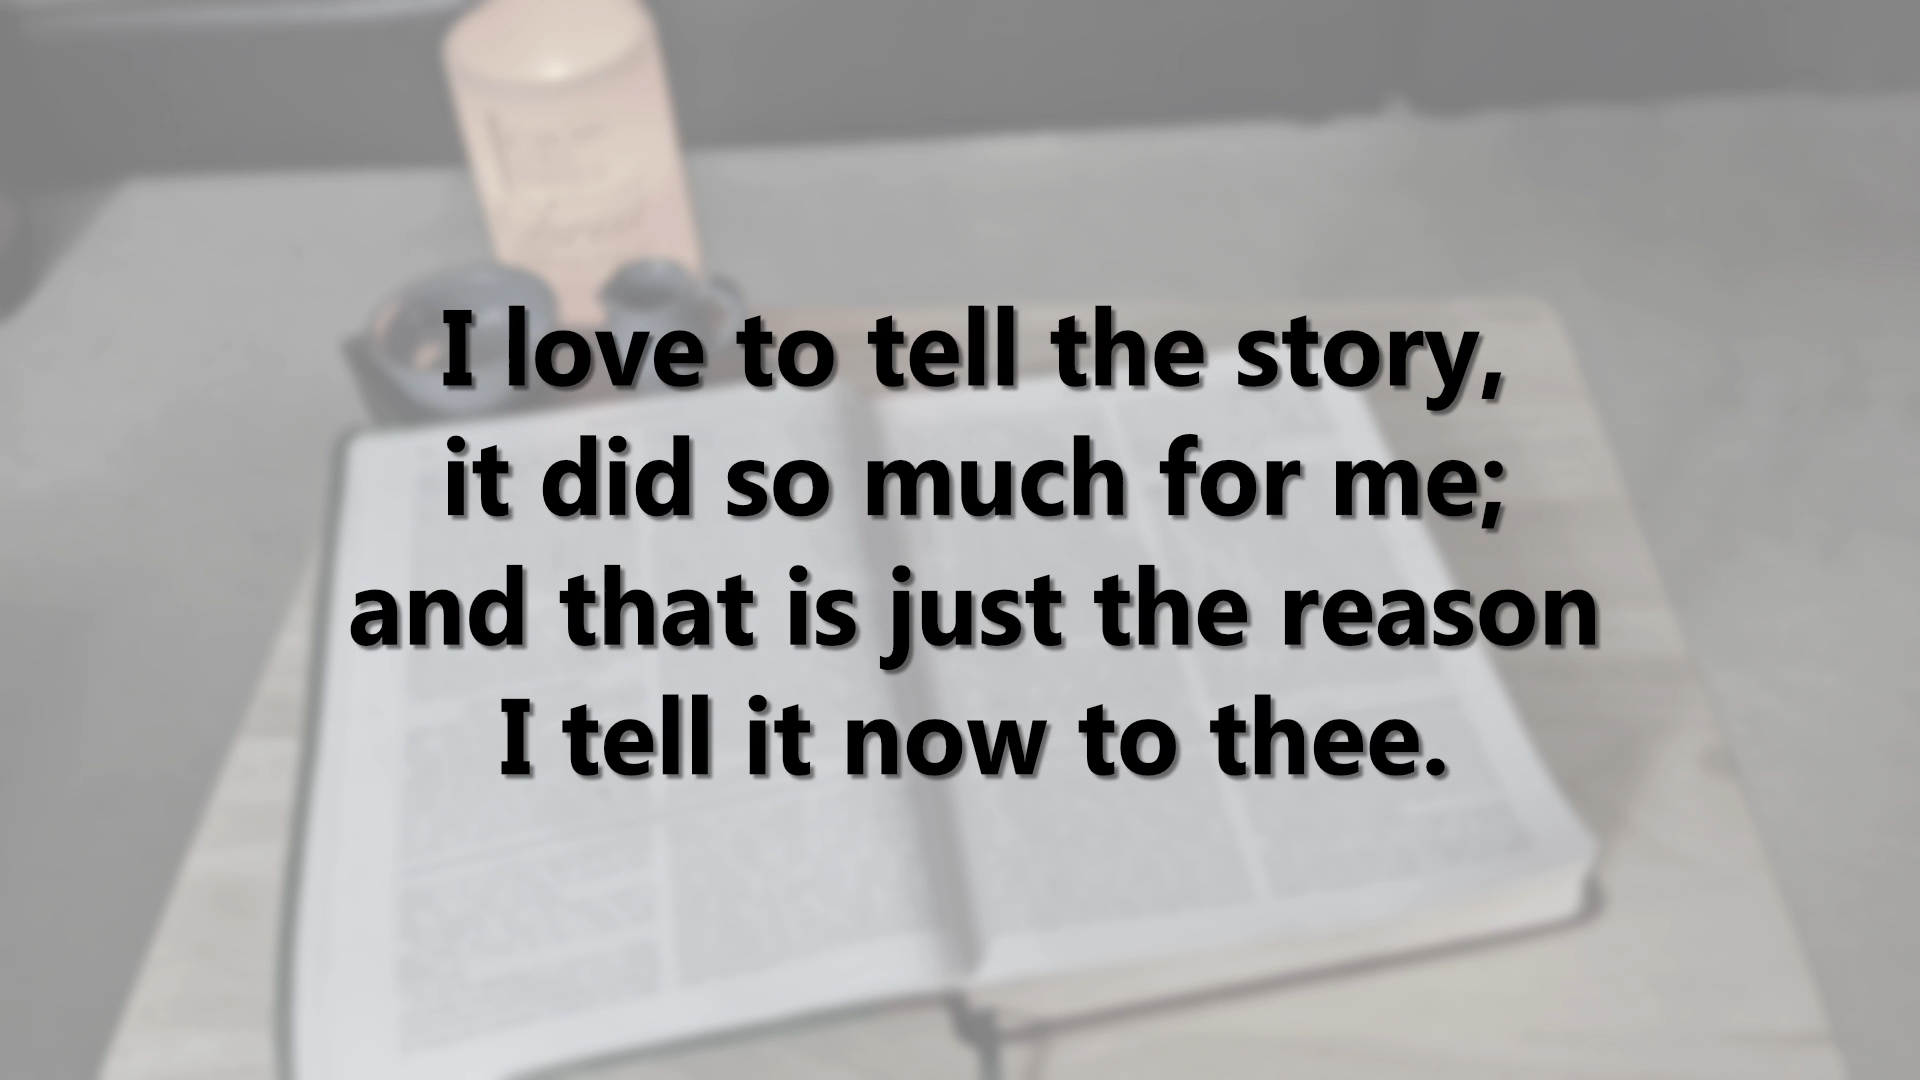 I love to tell the story,
it did so much for me;
and that is just the reason
I tell it now to thee.